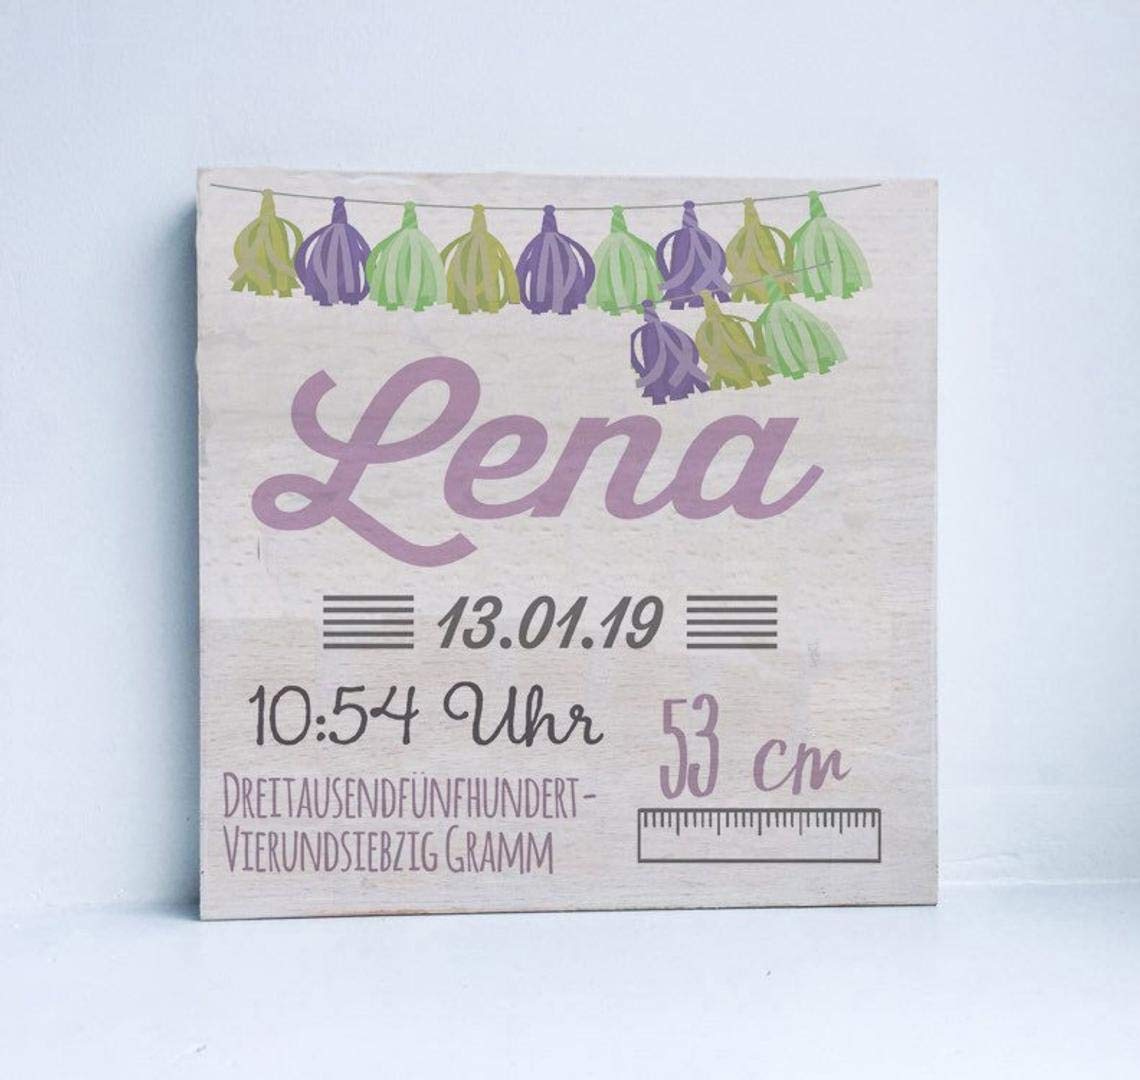 Lena
13.01.19
10:54 Uhr
53 cm
DREITAUSENDFÜNFHUNDERT-
VIERUNDSIEBZIG GRAMM